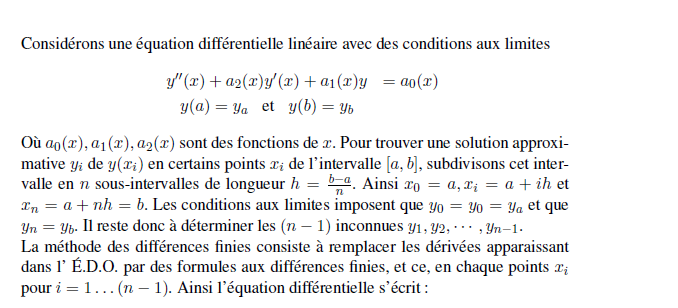 Considérons une équation différentielle linéaire avec des conditions aux limites
y′′(x) + a₂(x)y′(x) + a₁(x)y = a₀(x)
y(a) = yₐ et y(b) = y_b
Où a₀(x), a₁(x), a₂(x) sont des fonctions de x. Pour trouver une solution approxi-
mative yᵢ de y(xᵢ) en certains points xᵢ de l'intervalle [a, b], subdivisons cet inter-
valle en n sous-intervalles de longueur h = (b−a)/n. Ainsi x₀ = a, xᵢ = a + ih et
xₙ = a + nh = b. Les conditions aux limites imposent que y₀ = y₀ = yₐ et que
yₙ = y_b. Il reste donc à déterminer les (n − 1) inconnues y₁, y₂, ⋯ , yₙ₋₁.
La méthode des différences finies consiste à remplacer les dérivées apparaissant
dans l' É.D.O. par des formules aux différences finies, et ce, en chaque points xᵢ
pour i = 1 . . . (n − 1). Ainsi l'équation différentielle s'écrit :